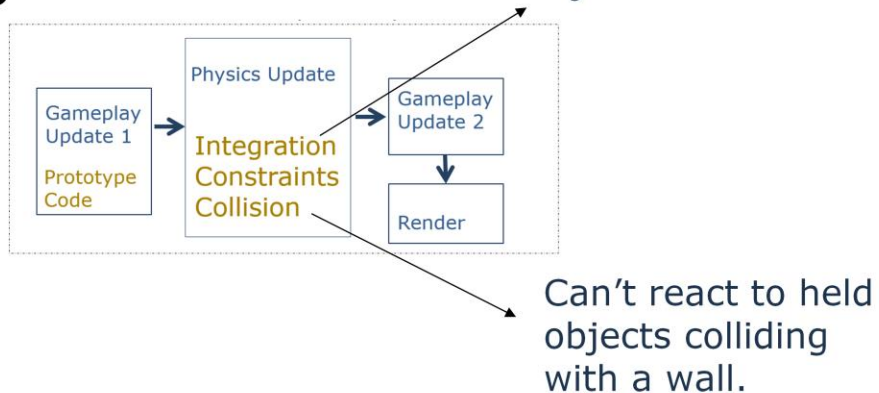 Physics Update
Gameplay
Update 1
Prototype
Code
Integration
Constraints
Collision
Gameplay
Update 2
Render
Can’t react to held
objects colliding
with a wall.